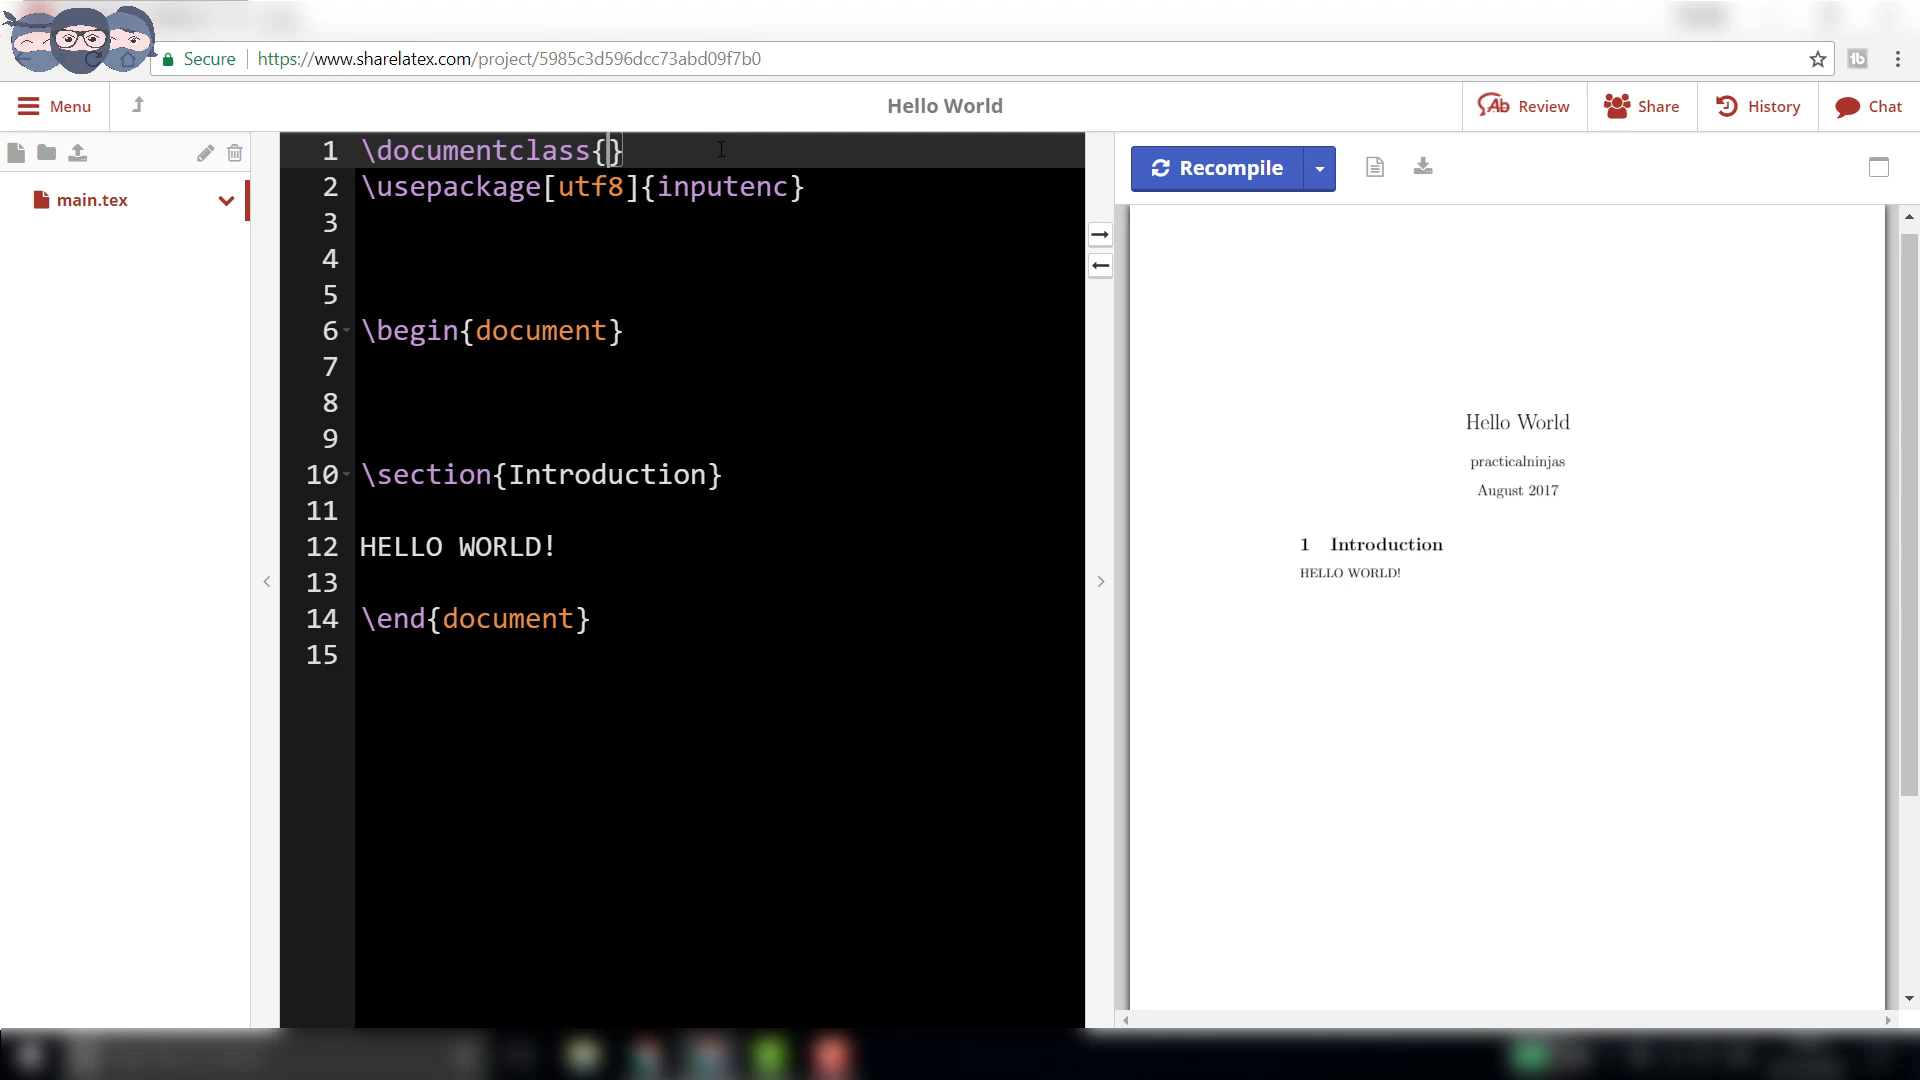 Secure
https://www.sharelatex.com/project/5985c3d596dcc73abd09f7b0
Menu
Hello World
Review
Share
History
Chat
main.tex
1 \documentclass{}
2 \usepackage[utf8]{inputenc}
3
4
5
6 \begin{document}
7
8
9
10 \section{Introduction}
11
12 HELLO WORLD!
13
14 \end{document}
15
Recompile
Hello World
practicalninjas
August 2017
1 Introduction
HELLO WORLD!